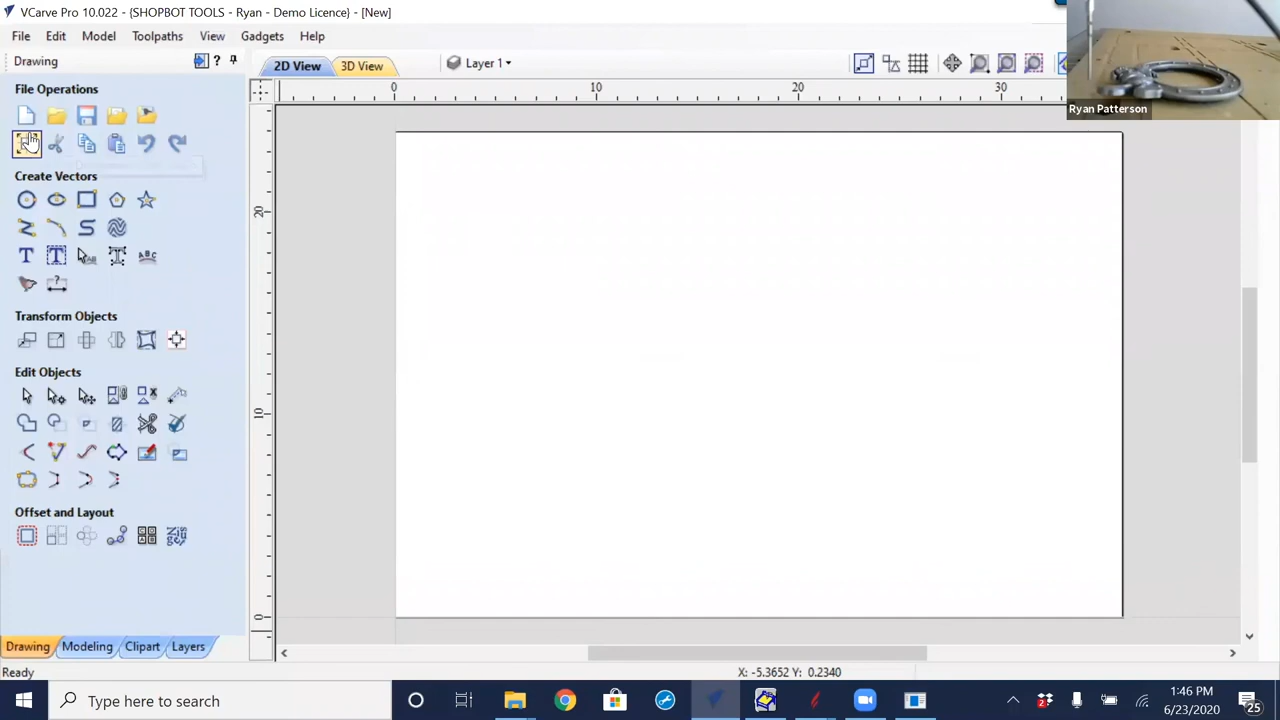 VCarve Pro 10.022 - {SHOPBOT TOOLS - Ryan - Demo Licence} - [New]
File Edit Model Toolpaths View Gadgets Help
Drawing ?
2D View 3D View Layer 1
File Operations
0 10 20 30
Ryan Patterson
Create Vectors
20
Transform Objects
Edit Objects
10
Offset and Layout
0
Drawing Modeling Clipart Layers
Ready X: -5.3652 Y: 0.2340
Type here to search
1:46 PM
6/23/2020
25